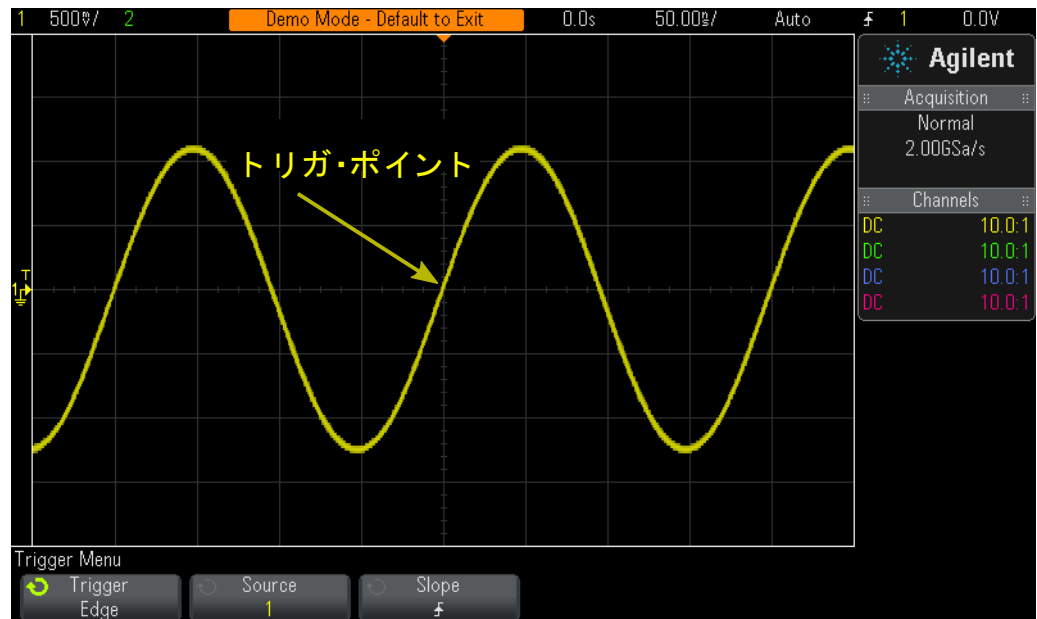 1 500mV/ 2 Demo Mode - Default to Exit 0.0s 50.00ns/ Auto 1 0.0V
Agilent
Acquisition
Normal
2.00GSa/s
Channels
DC 10.0:1
DC 10.0:1
DC 10.0:1
DC 10.0:1
トリガ・ポイント
T
1
Trigger Menu
Trigger
Edge
Source
1
Slope